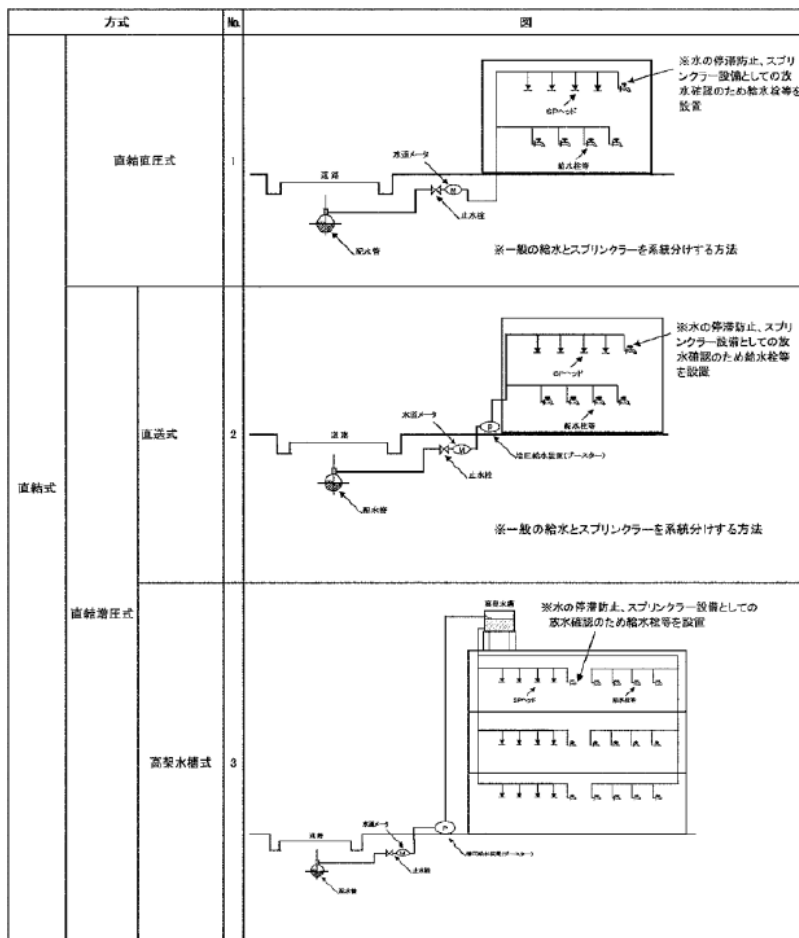 方式
No.
図
直結式
直結直圧式
1
※水の停滞防止、スプリ
ンクラー設備としての放
水確認のため給水栓等を
設置
SPヘッド
給水栓等
水道メータ
道路
M
止水栓
配水管
※一般の給水とスプリンクラーを系統分けする方法
直結増圧式
直送式
2
※水の停滞防止、スプリ
ンクラー設備としての放
水確認のため給水栓等
を設置
SPヘッド
給水栓等
水道メータ
道路
P
M
増圧給水装置(ブースター)
止水栓
配水管
※一般の給水とスプリンクラーを系統分けする方法
高架水槽式
3
高架水槽
※水の停滞防止、スプリンクラー設備としての
放水確認のため給水栓等を設置
SPヘッド
給水栓等
水道メータ
道路
P
M
増圧給水装置(ブースター)
止水栓
配水管